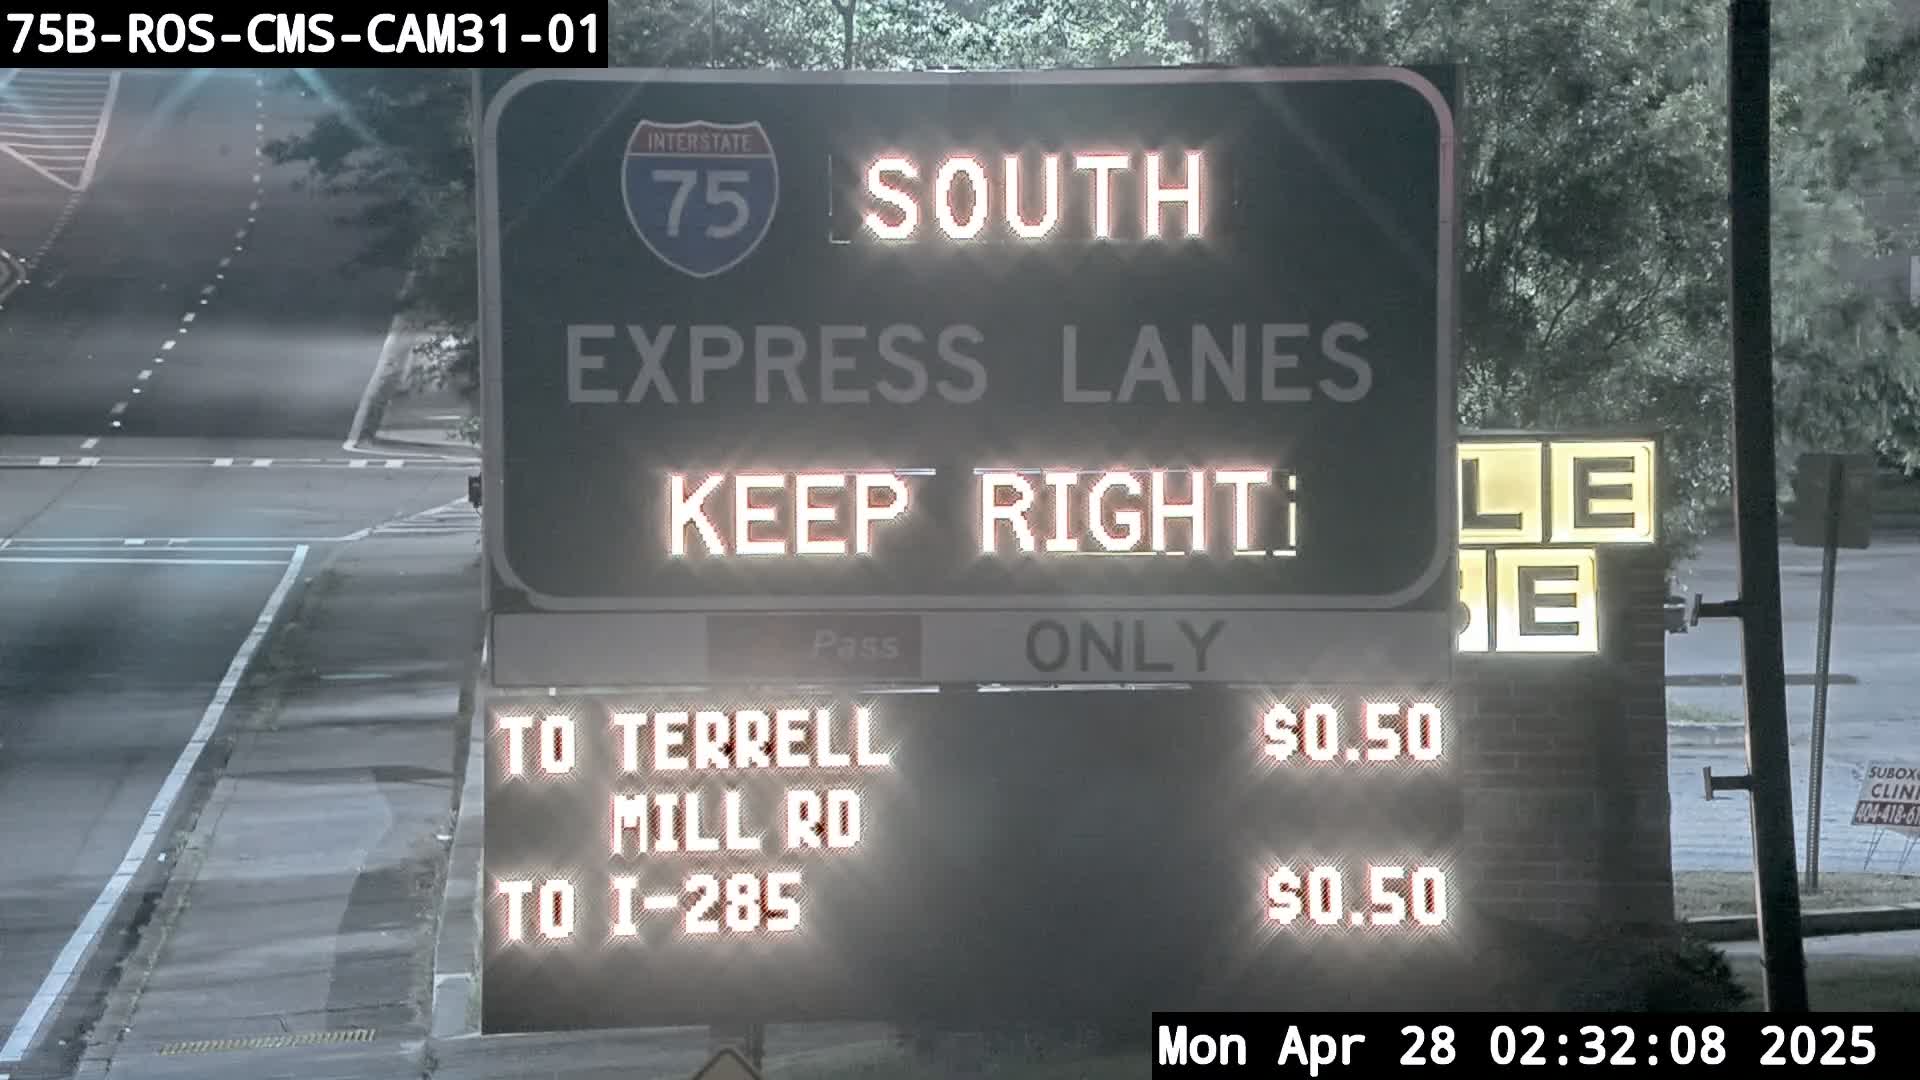 75B-ROS-CMS-CAM31-01
INTERSTATE
75
SOUTH
EXPRESS LANES
KEEP RIGHT
Pass ONLY
TO TERRELL $0.50
MILL RD
TO I-285 $0.50
LE
E
Mon Apr 28 02:32:08 2025